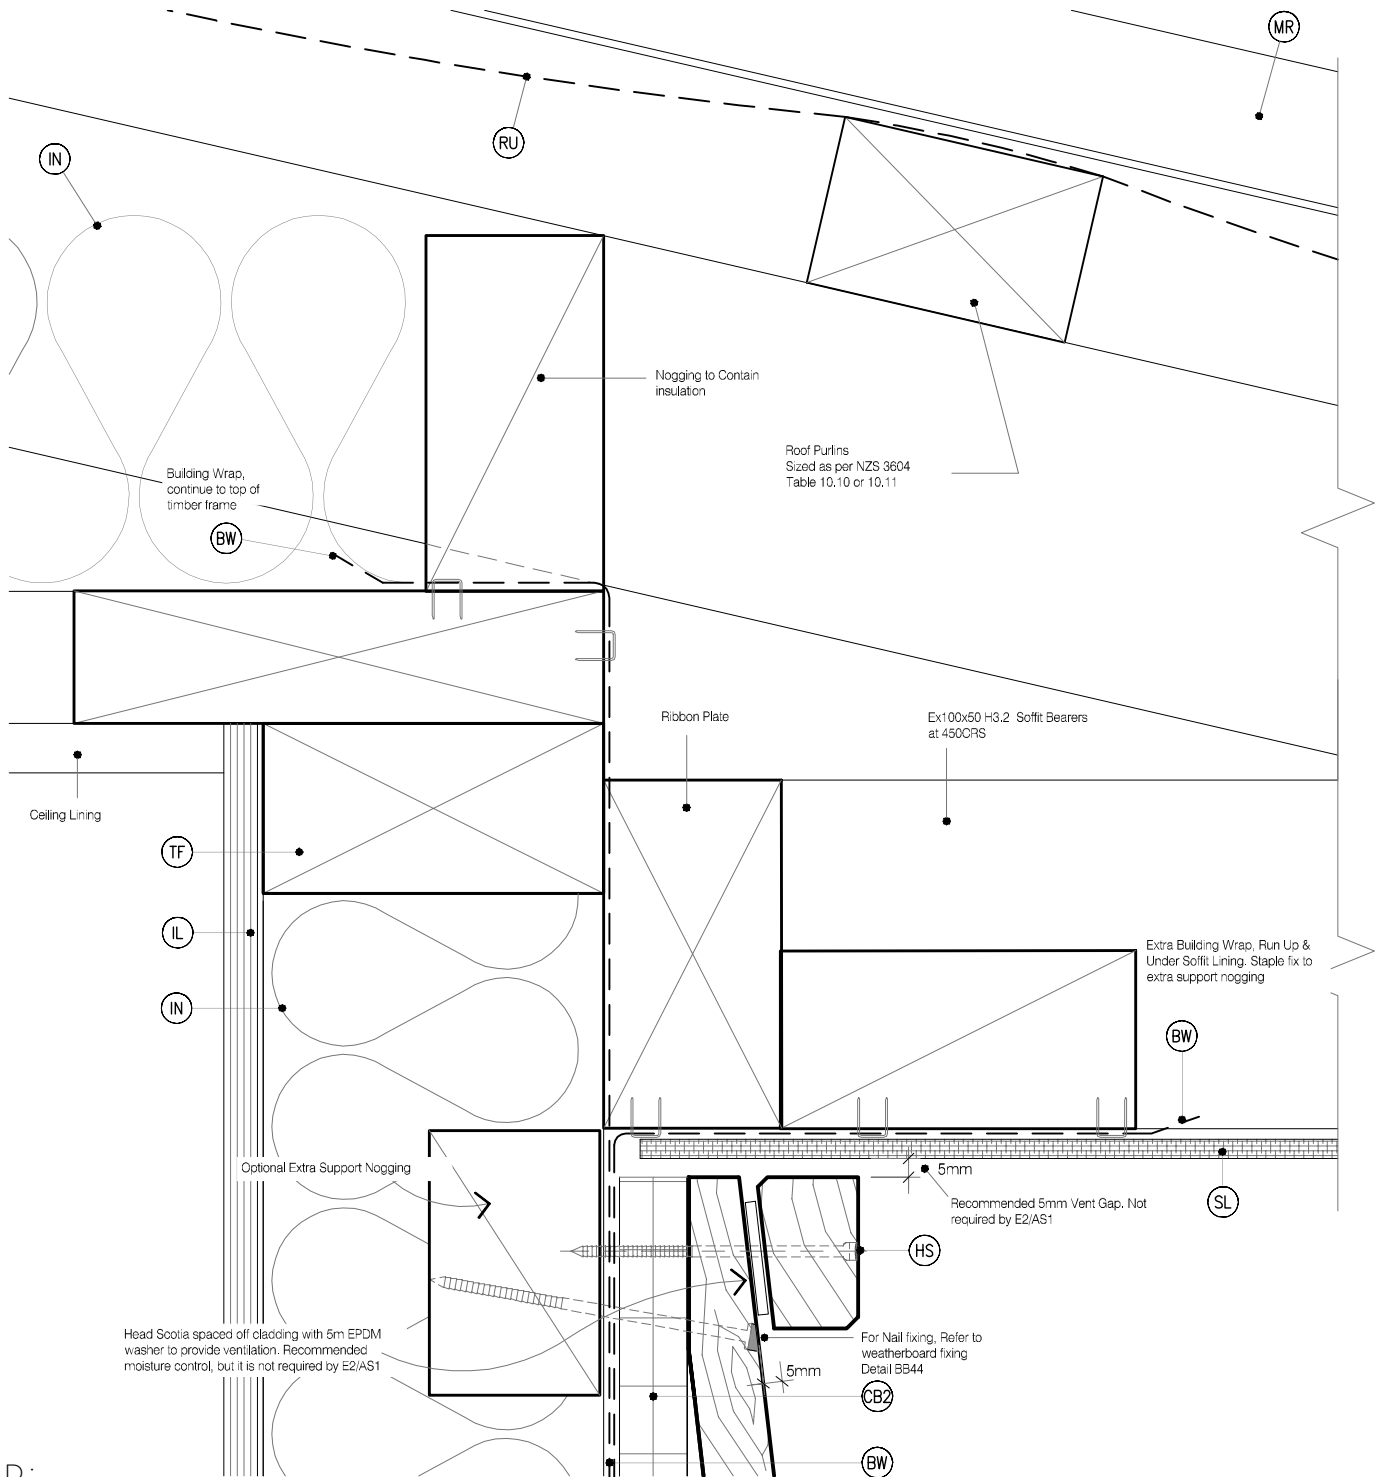 MR
RU
IN
Nogging to Contain
insulation
Roof Purlins
Sized as per NZS 3604
Table 10.10 or 10.11
Building Wrap,
continue to top of
timber frame
BW
Ribbon Plate
Ex100x50 H3.2 Soffit Bearers
at 450CRS
Ceiling Lining
TF
IL
IN
Extra Building Wrap, Run Up &
Under Soffit Lining. Staple fix to
extra support nogging
BW
Optional Extra Support Nogging
5mm
Recommended 5mm Vent Gap. Not
required by E2/AS1
SL
HS
Head Scotia spaced off cladding with 5m EPDM
washer to provide ventilation. Recommended
moisture control, but it is not required by E2/AS1
For Nail fixing, Refer to
weatherboard fixing
Detail BB44
5mm
CB2
BW